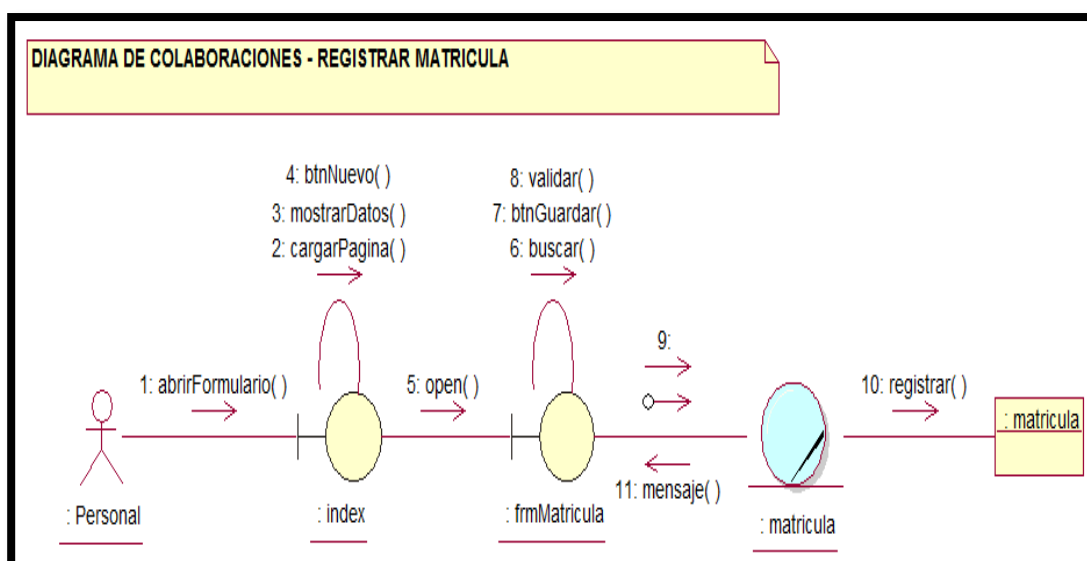 DIAGRAMA DE COLABORACIONES - REGISTRAR MATRICULA
4: btnNuevo( )
3: mostrarDatos( )
2: cargarPagina( )
8: validar( )
7: btnGuardar( )
6: buscar( )
1: abrirFormulario( )
5: open( )
9:
10: registrar( )
: matricula
11: mensaje( )
: Personal
: index
: frmMatricula
: matricula